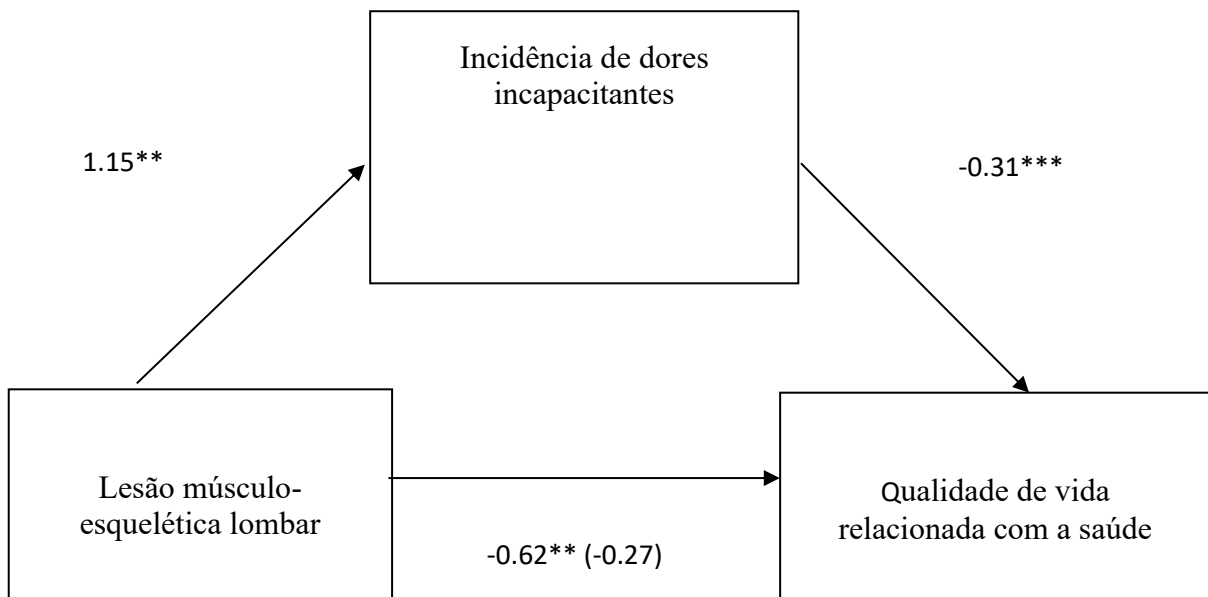 Incidência de dores
incapacitantes
1.15**
-0.31***
Lesão músculo-
esquelética lombar
Qualidade de vida
relacionada com a saúde
-0.62** (-0.27)